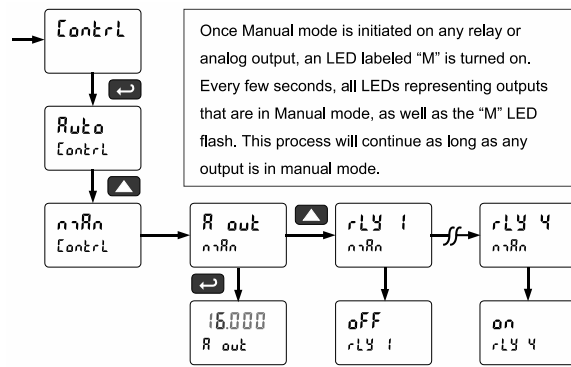 Contrl
Once Manual mode is initiated on any relay or
analog output, an LED labeled “M” is turned on.
Every few seconds, all LEDs representing outputs
that are in Manual mode, as well as the “M” LED
flash. This process will continue as long as any
output is in manual mode.
Auto
Contrl
mAn
Contrl
A out
mAn
rLY 1
mAn
rLY 4
mAn
16.000
A out
oFF
rLY 1
on
rLY 4